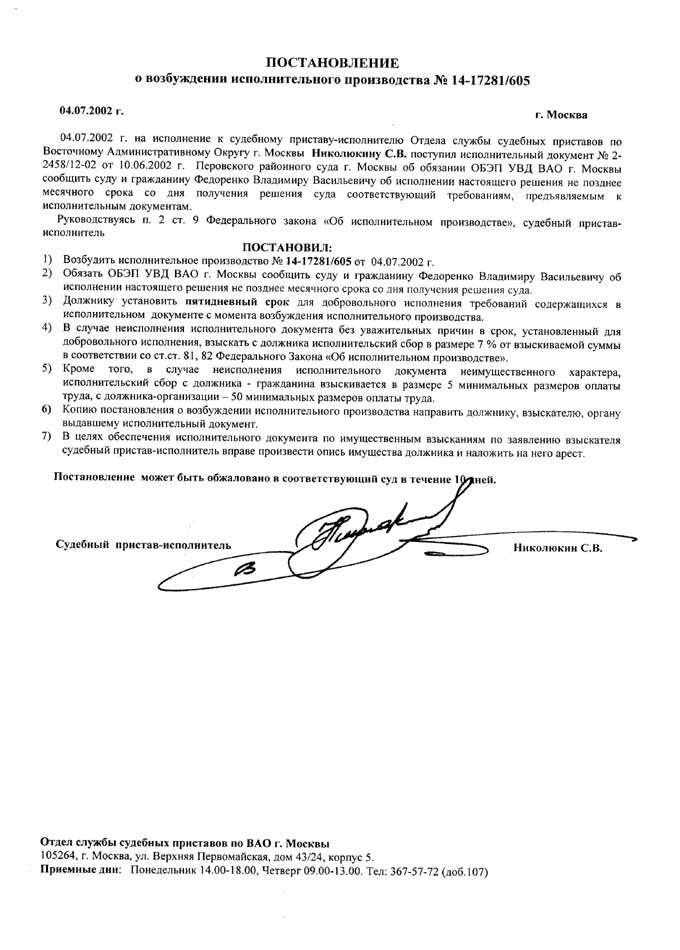 ПОСТАНОВЛЕНИЕ
о возбуждении исполнительного производства № 14-17281/605
04.07.2002 г.
г. Москва
04.07.2002 г. на исполнение к судебному приставу-исполнителю Отдела службы судебных приставов по
Восточному Административному Округу г. Москвы Николюкину С.В. поступил исполнительный документ № 2-
2458/12-02 от 10.06.2002 г. Перовского районного суда г. Москвы об обязании ОБЭП УВД ВАО г. Москвы
сообщить суду и гражданину Федоренко Владимиру Васильевичу об исполнении настоящего решения не позднее
месячного срока со дня получения решения суда соответствующий требованиям, предъявляемым к
исполнительным документам.
Руководствуясь п. 2 ст. 9 Федерального закона «Об исполнительном производстве», судебный пристав-
исполнитель
ПОСТАНОВИЛ:
1) Возбудить исполнительное производство № 14-17281/605 от 04.07.2002 г.
2) Обязать ОБЭП УВД ВАО г. Москвы сообщить суду и гражданину Федоренко Владимиру Васильевичу об
исполнении настоящего решения не позднее месячного срока со дня получения решения суда.
3) Должнику установить пятидневный срок для добровольного исполнения требований содержащихся в
исполнительном документе с момента возбуждения исполнительного производства.
4) В случае неисполнения исполнительного документа без уважительных причин в срок, установленный для
добровольного исполнения, взыскать с должника исполнительский сбор в размере 7 % от взыскиваемой суммы
в соответствии со ст.ст. 81, 82 Федерального Закона «Об исполнительном производстве».
5) Кроме того, в случае неисполнения исполнительного документа неимущественного характера,
исполнительский сбор с должника - гражданина взыскивается в размере 5 минимальных размеров оплаты
труда, с должника-организации – 50 минимальных размеров оплаты труда.
6) Копию постановления о возбуждении исполнительного производства направить должнику, взыскателю, органу
выдавшему исполнительный документ.
7) В целях обеспечения исполнительного документа по имущественным взысканиям по заявлению взыскателя
судебный пристав-исполнитель вправе произвести опись имущества должника и наложить на него арест.
Постановление может быть обжаловано в соответствующий суд в течение 10 дней.
Судебный пристав-исполнитель
Николюкин С.В.
Отдел службы судебных приставов по ВАО г. Москвы
105264, г. Москва, ул. Верхняя Первомайская, дом 43/24, корпус 5.
Приемные дни: Понедельник 14.00-18.00, Четверг 09.00-13.00. Тел: 367-57-72 (доб.107)